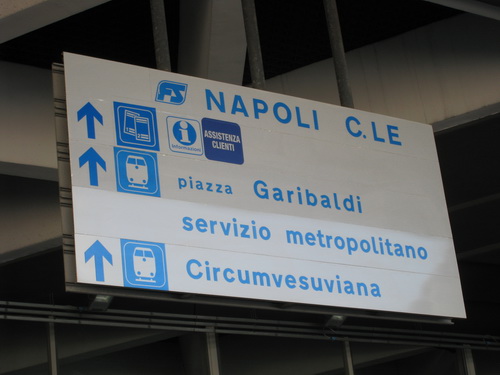 FS NAPOLI C.LE
i informazioni ASSISTENZA CLIENTI
piazza Garibaldi
servizio metropolitano
Circumvesuviana